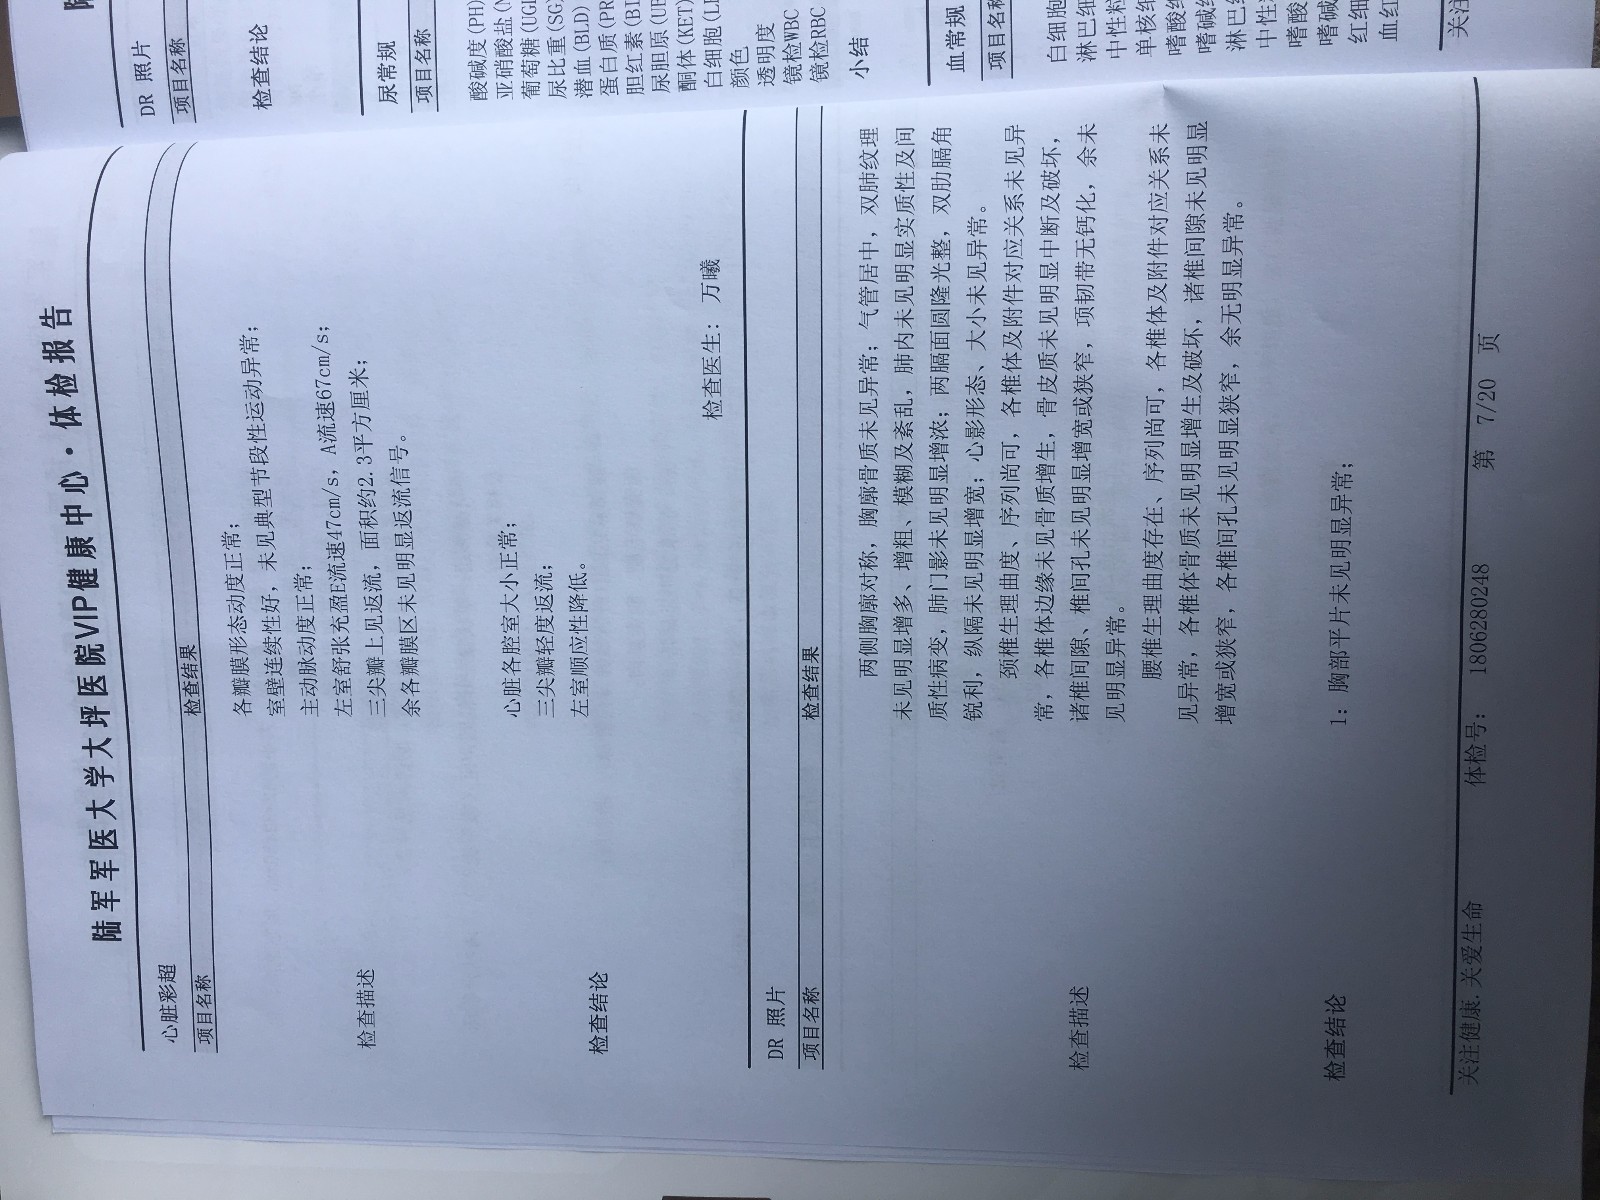 陆军军医大学大坪医院VIP健康中心·体检报告
心脏彩超
项目名称 检查结果
各瓣膜形态动度正常;
室壁连续性好，未见典型节段性运动异常;
主动脉动度正常;
检查描述 左室舒张充盈E流速47cm/s，A流速67cm/s;
三尖瓣上见返流，面积约2.3平方厘米;
余各瓣膜区未见明显返流信号。
心脏各腔室大小正常;
三尖瓣轻度返流;
检查结论 左室顺应性降低。
检查医生: 万曦
DR 照片
项目名称 检查结果
两侧胸廓对称，胸廓骨质未见异常; 气管居中，双肺纹理
未见明显增多、增粗、模糊及紊乱，肺内未见明显实质性及间
质性病变，肺门影未见明显增浓; 两膈面圆隆光整，双肋膈角
锐利，纵隔未见明显增宽; 心影形态、大小未见异常。
颈椎生理曲度、序列尚可，各椎体及附件对应关系未见异
常，各椎体边缘未见骨质增生，骨皮质未见明显中断及破坏，
检查描述 诸椎间隙、椎间孔未见明显增宽或狭窄，项韧带无钙化，余未
见明显异常。
腰椎生理曲度存在、序列尚可，各椎体及附件对应关系未
见异常，各椎体骨质未见明显增生及破坏，诸椎间隙未见明显
增宽或狭窄，各椎间孔未见明显狭窄，余无明显异常。
检查结论 1: 胸部平片未见明显异常;
关注健康.关爱生命 体检号: 1806280248 第 7/20 页
DR 照片
项目名称
检查结论
尿常规
项目名称
酸碱度(PH)
亚硝酸盐(N
葡萄糖(UGL
尿比重(SG)
潜血(BLD)
蛋白质(PR
胆红素(BI
尿胆原(UR
酮体(KET)
白细胞(LE
颜色
透明度
镜检WBC
镜检RBC
小结
血常规
项目名称
白细胞
淋巴细
中性粒
单核细
嗜酸细
嗜碱
淋巴
中性
嗜酸
嗜碱
红细
血红
关注